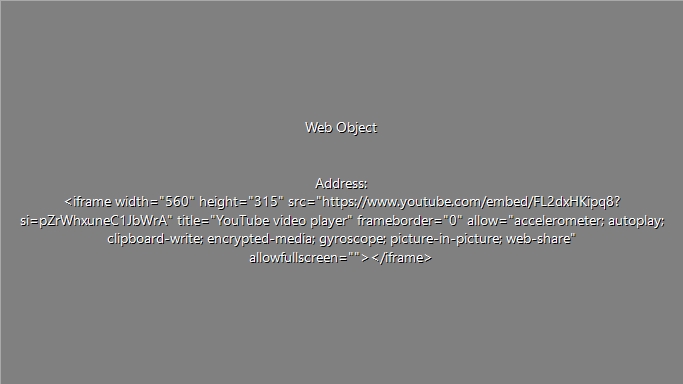 Web Object
Address:
<iframe width="560" height="315" src="https://www.youtube.com/embed/FL2dxHKipq8?
si=pZrWhxuneC1JbWrA" title="YouTube video player" frameborder="0" allow="accelerometer; autoplay;
clipboard-write; encrypted-media; gyroscope; picture-in-picture; web-share"
allowfullscreen=""></iframe>